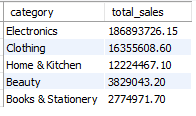 category total_sales
Electronics 186893726.15
Clothing 16355608.60
Home & Kitchen 12224467.10
Beauty 3829043.20
Books & Stationery 2774971.70